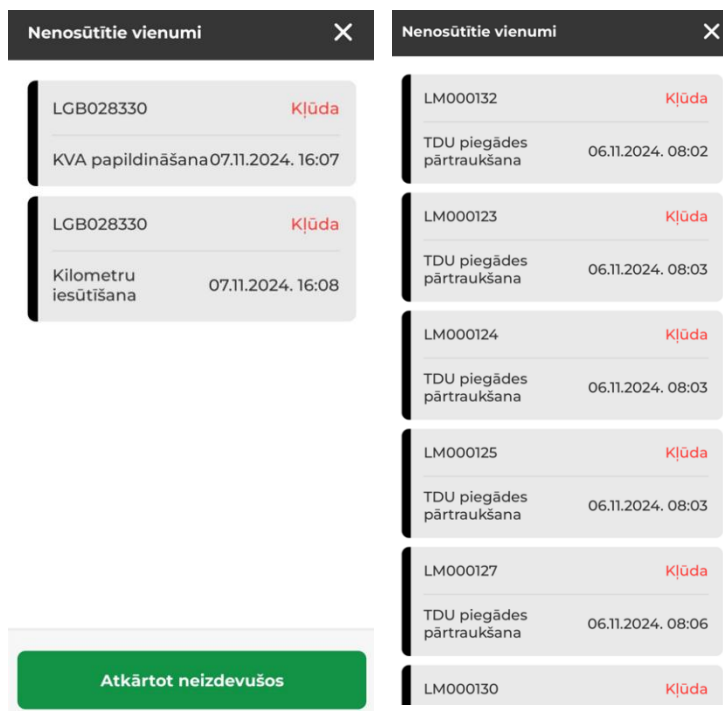 Nenosūtītie vienumi
LGB028330 Kļūda
KVA papildināšana 07.11.2024. 16:07
LGB028330 Kļūda
Kilometru
iesūtīšana 07.11.2024. 16:08
Atkārtot neizdevušos
Nenosūtītie vienumi
LM000132 Kļūda
TDU piegādes
pārtraukšana 06.11.2024. 08:02
LM000123 Kļūda
TDU piegādes
pārtraukšana 06.11.2024. 08:03
LM000124 Kļūda
TDU piegādes
pārtraukšana 06.11.2024. 08:03
LM000125 Kļūda
TDU piegādes
pārtraukšana 06.11.2024. 08:03
LM000127 Kļūda
TDU piegādes
pārtraukšana 06.11.2024. 08:06
LM000130 Kļūda